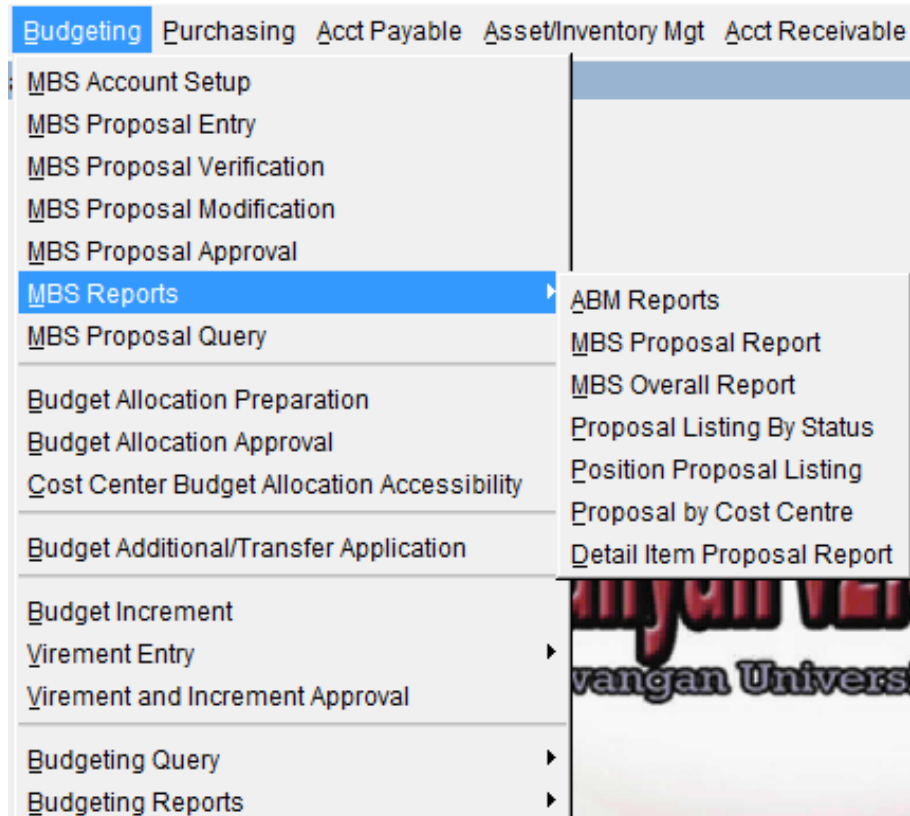 Budgeting Purchasing Acct Payable Asset/Inventory Mgt Acct Receivable
MBS Account Setup
MBS Proposal Entry
MBS Proposal Verification
MBS Proposal Modification
MBS Proposal Approval
MBS Reports
MBS Proposal Query
Budget Allocation Preparation
Budget Allocation Approval
Cost Center Budget Allocation Accessibility
Budget Additional/Transfer Application
Budget Increment
Virement Entry
Virement and Increment Approval
Budgeting Query
Budgeting Reports
ABM Reports
MBS Proposal Report
MBS Overall Report
Proposal Listing By Status
Position Proposal Listing
Proposal by Cost Centre
Detail Item Proposal Report